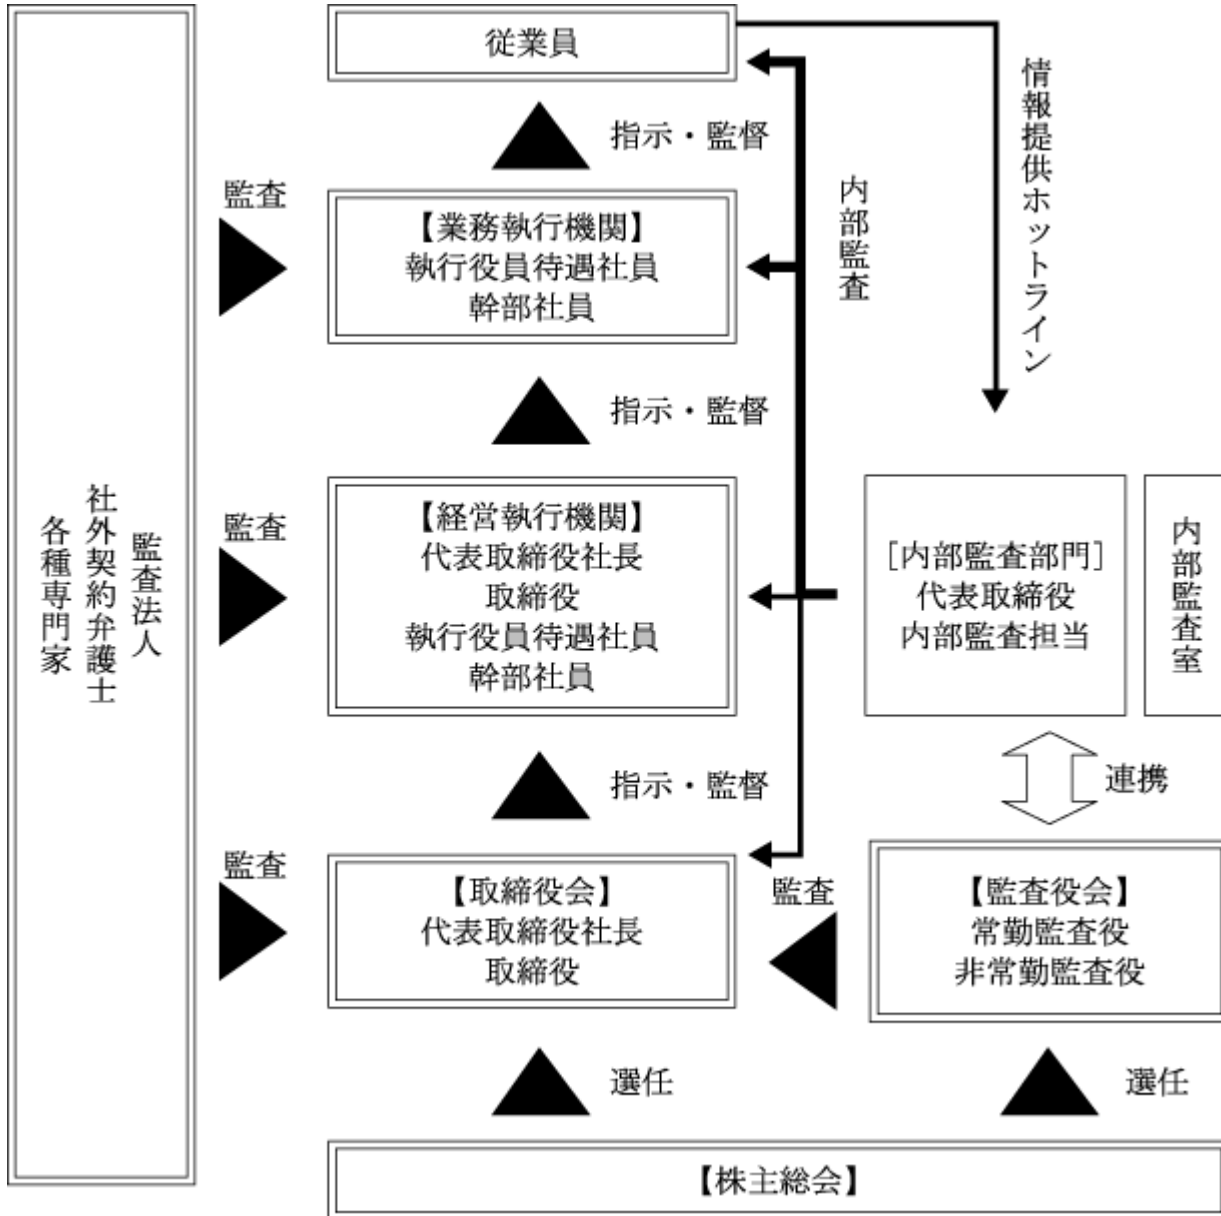 従業員
指示・監督
情報提供ホットライン
監査
【業務執行機関】
執行役員待遇社員
幹部社員
内部監査
指示・監督
監査法人
社外契約弁護士
各種専門家
監査
【経営執行機関】
代表取締役社長
取締役
執行役員待遇社員
幹部社員
［内部監査部門］
代表取締役
内部監査担当
内部監査室
指示・監督
連携
監査
【取締役会】
代表取締役社長
取締役
監査
【監査役会】
常勤監査役
非常勤監査役
選任
選任
【株主総会】